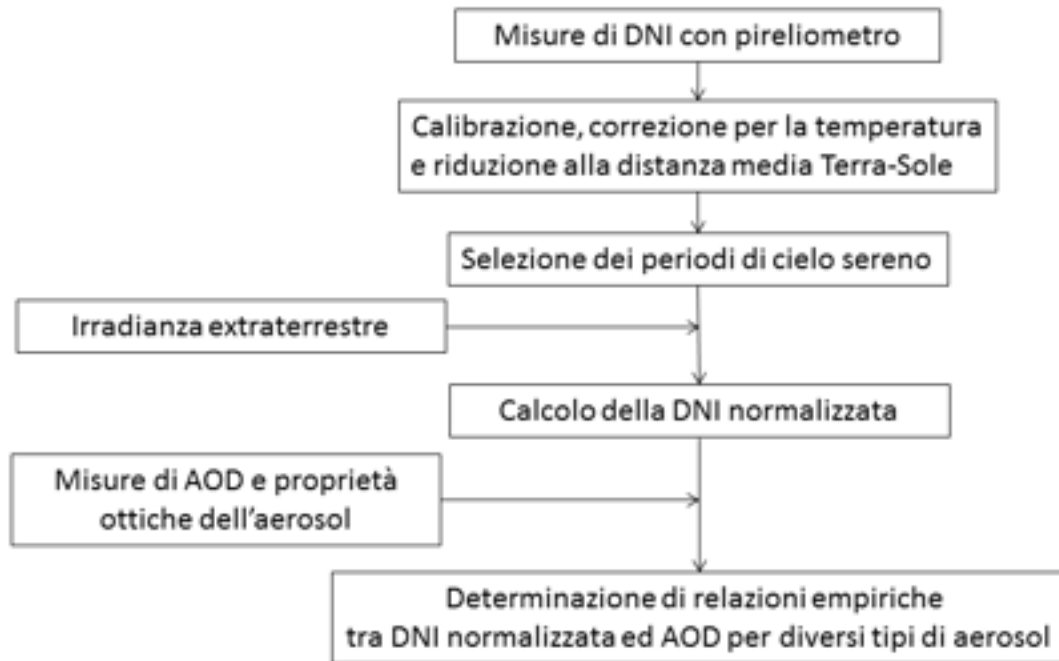 Misure di DNI con pireliometro
Calibrazione, correzione per la temperatura
e riduzione alla distanza media Terra-Sole
Selezione dei periodi di cielo sereno
Irradianza extraterrestre
Calcolo della DNI normalizzata
Misure di AOD e proprietà
ottiche dell'aerosol
Determinazione di relazioni empiriche
tra DNI normalizzata ed AOD per diversi tipi di aerosol